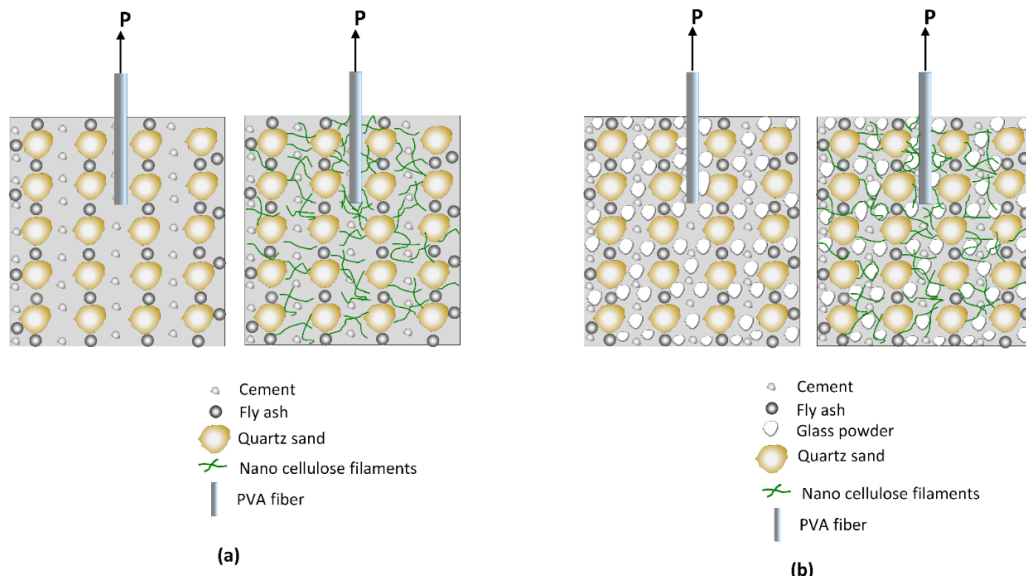 P
P
Cement
Fly ash
Quartz sand
Nano cellulose filaments
PVA fiber
(a)
P
P
Cement
Fly ash
Glass powder
Quartz sand
Nano cellulose filaments
PVA fiber
(b)